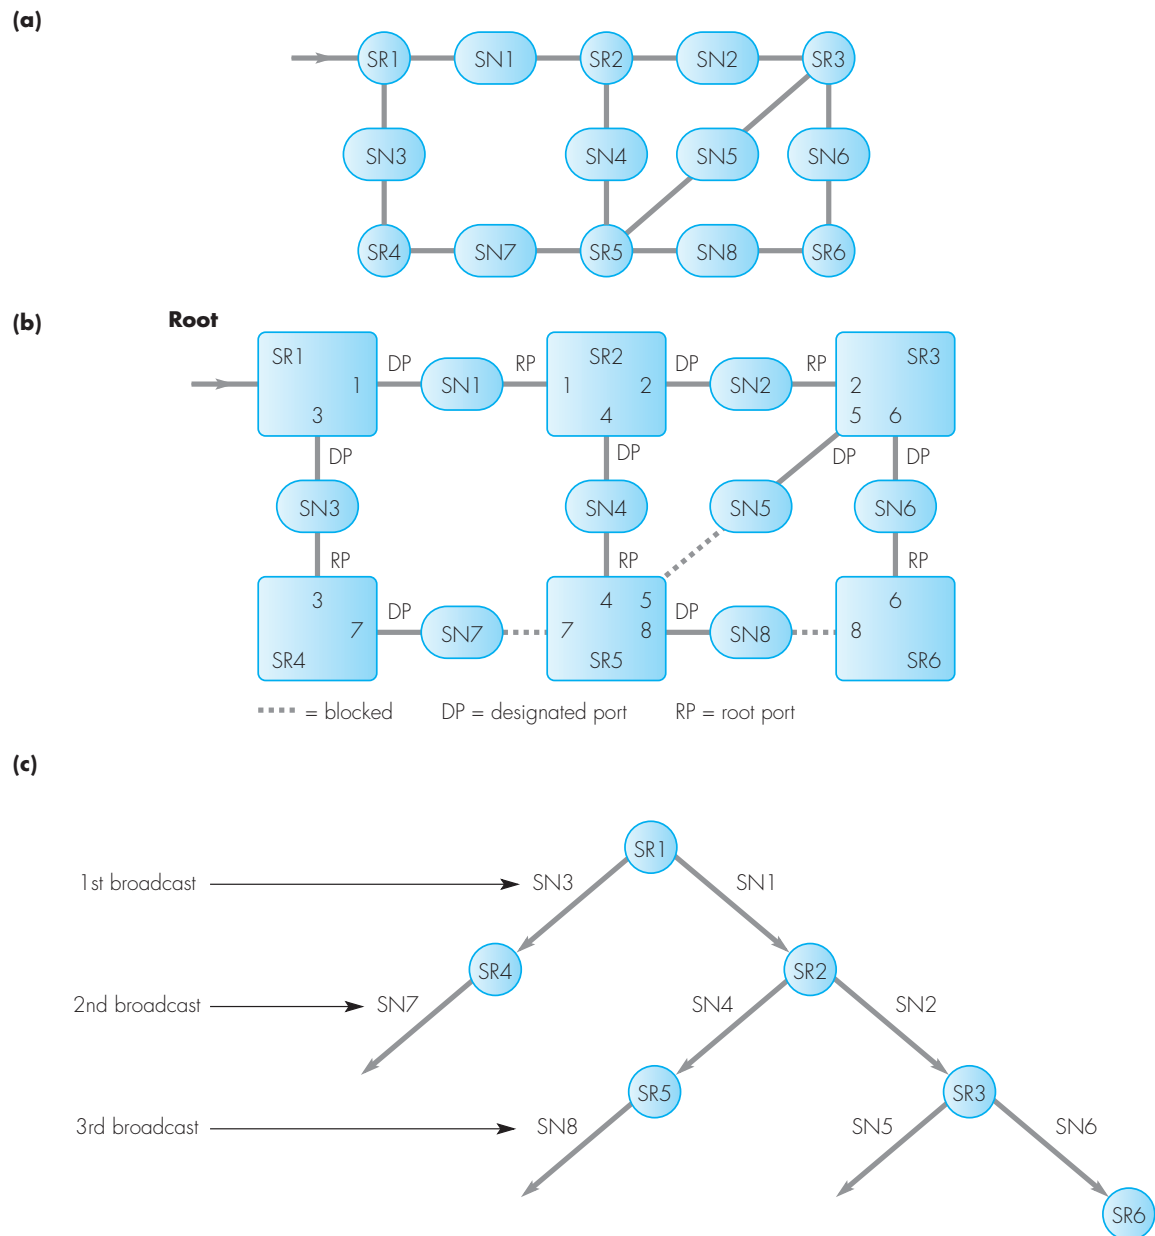 (a)
SR1 SN1 SR2 SN2 SR3
SN3 SN4 SN5 SN6
SR4 SN7 SR5 SN8 SR6
(b)
Root
SR1 SR2 SR3
DP RP DP RP
1 SN1 1 2 SN2 2
3 4 5 6
DP DP DP DP
SN3 SN4 SN5 SN6
RP RP RP
3 4 5 6
DP DP
7 SN7 7 8 SN8 8
SR4 SR5 SR6
= blocked DP = designated port RP = root port
(c)
SR1
1st broadcast SN3 SN1
SR4 SR2
2nd broadcast SN7 SN4 SN2
SR5 SR3
3rd broadcast SN8 SN5 SN6
SR6